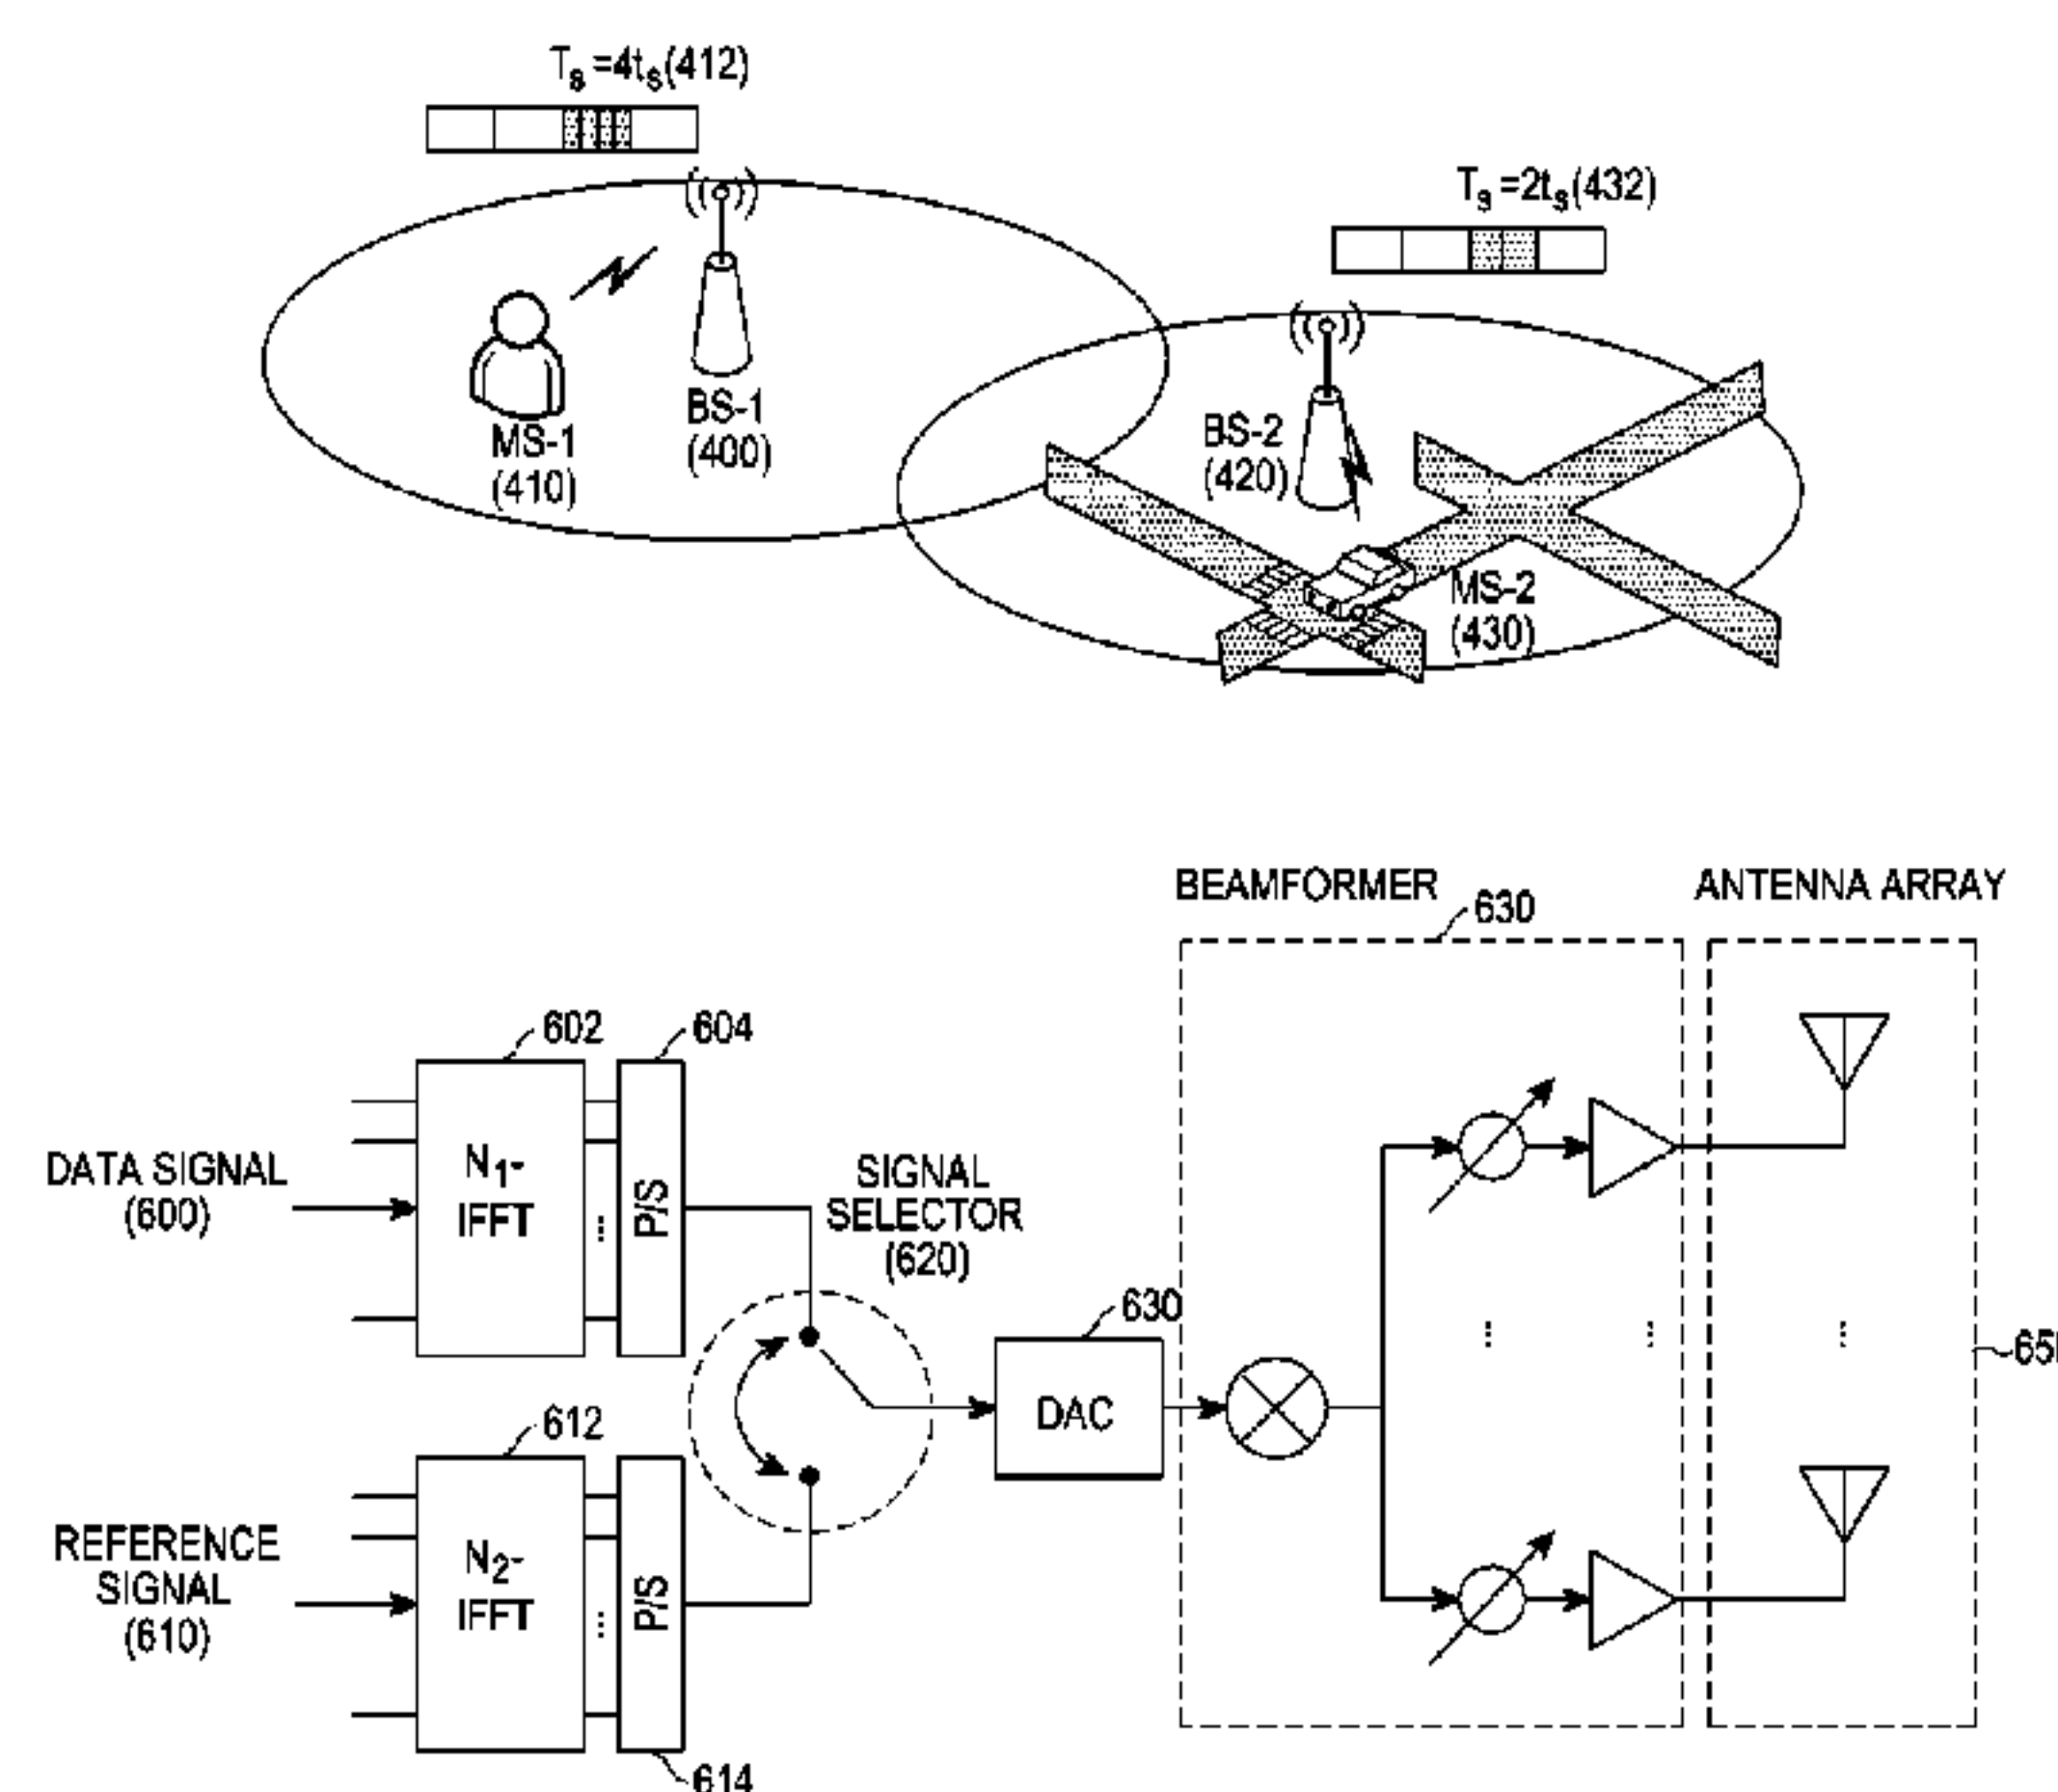 Ts =4ts(412)
Ts =2ts(432)
MS-1
(410)
BS-1
(400)
BS-2
(420)
MS-2
(430)
BEAMFORMER
630
ANTENNA ARRAY
602
604
DATA SIGNAL
(600)
N1-
IFFT
...
P/S
SIGNAL
SELECTOR
(620)
630
DAC
...
...
...
612
REFERENCE
SIGNAL
(610)
N2-
IFFT
...
P/S
614